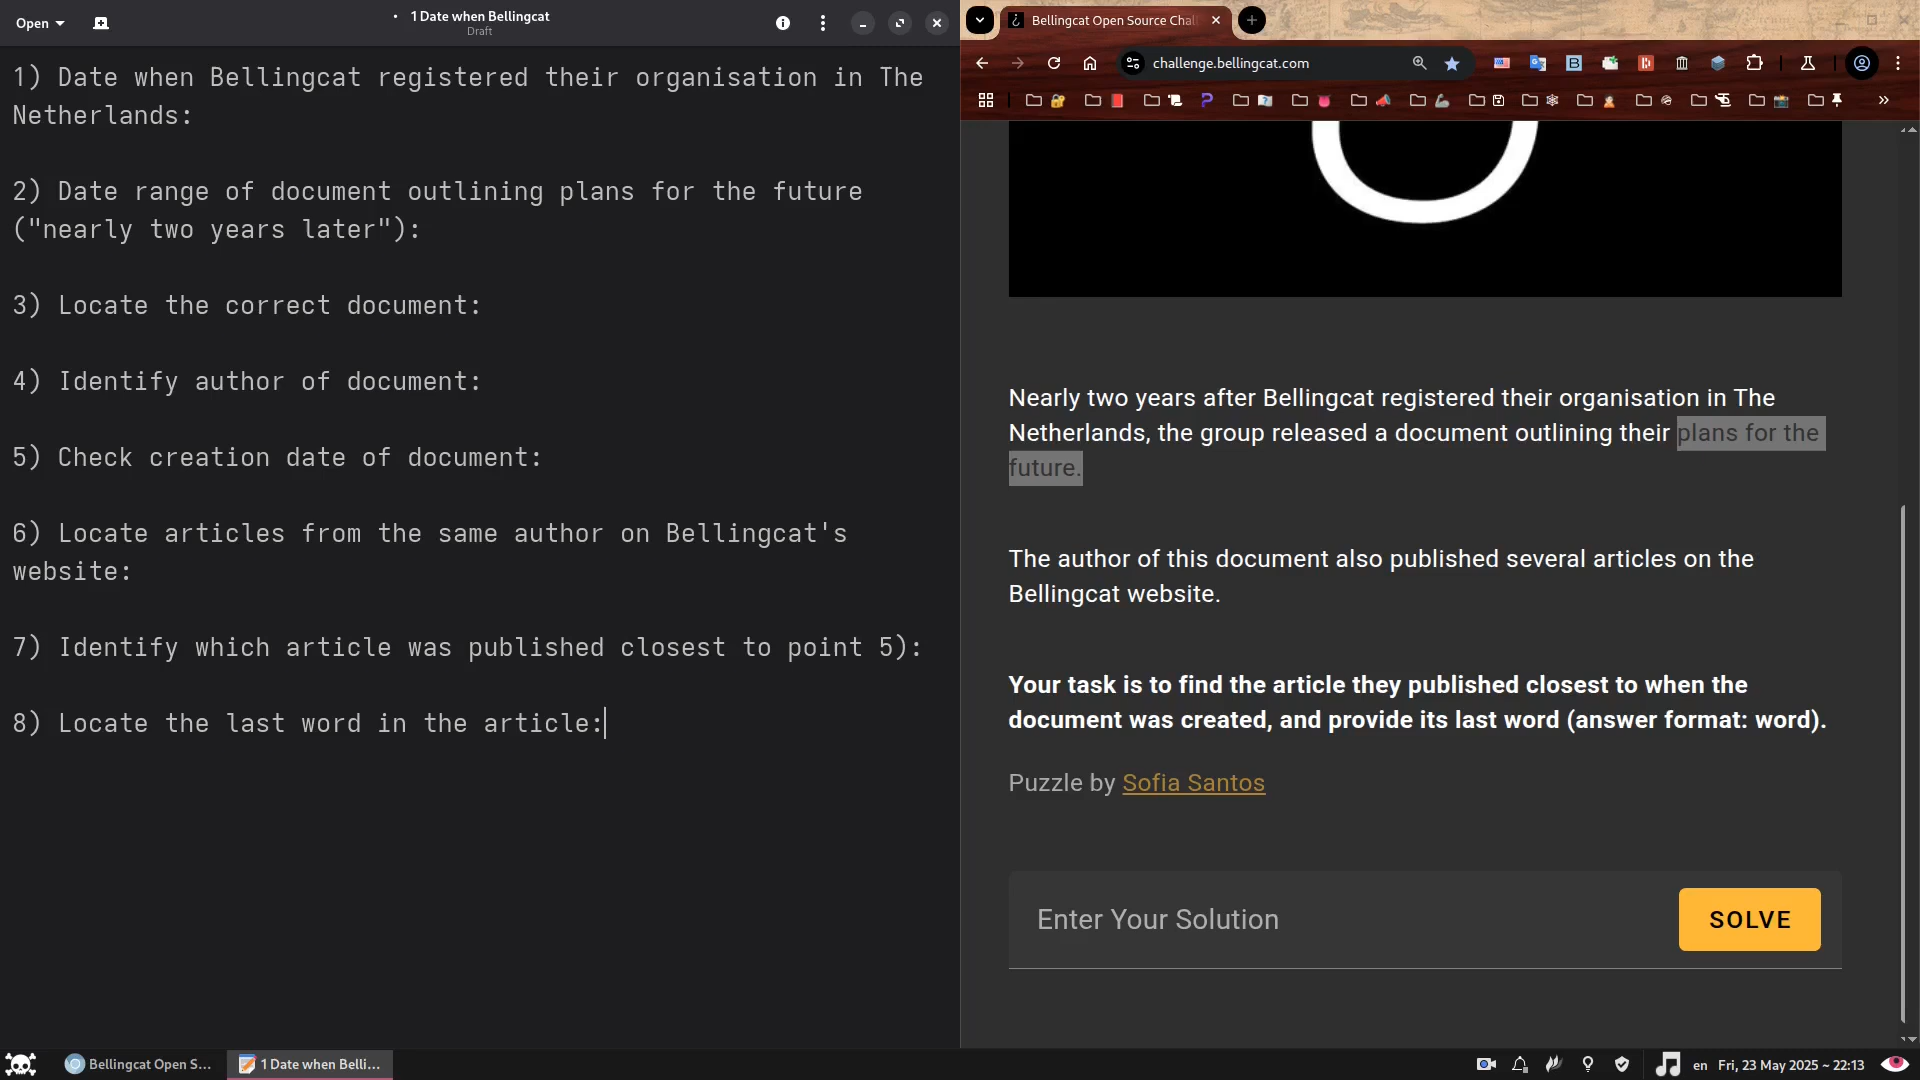 Open
1 Date when Bellingcat
Draft
1) Date when Bellingcat registered their organisation in The
Netherlands:
2) Date range of document outlining plans for the future
("nearly two years later"):
3) Locate the correct document:
4) Identify author of document:
5) Check creation date of document:
6) Locate articles from the same author on Bellingcat's
website:
7) Identify which article was published closest to point 5):
8) Locate the last word in the article:
Bellingcat Open Source Chal
challenge.bellingcat.com
Nearly two years after Bellingcat registered their organisation in The
Netherlands, the group released a document outlining their plans for the
future.
The author of this document also published several articles on the
Bellingcat website.
Your task is to find the article they published closest to when the
document was created, and provide its last word (answer format: word).
Puzzle by Sofia Santos
Enter Your Solution
SOLVE
Bellingcat Open S...
1 Date when Belli...
en
Fri, 23 May 2025 ~ 22:13